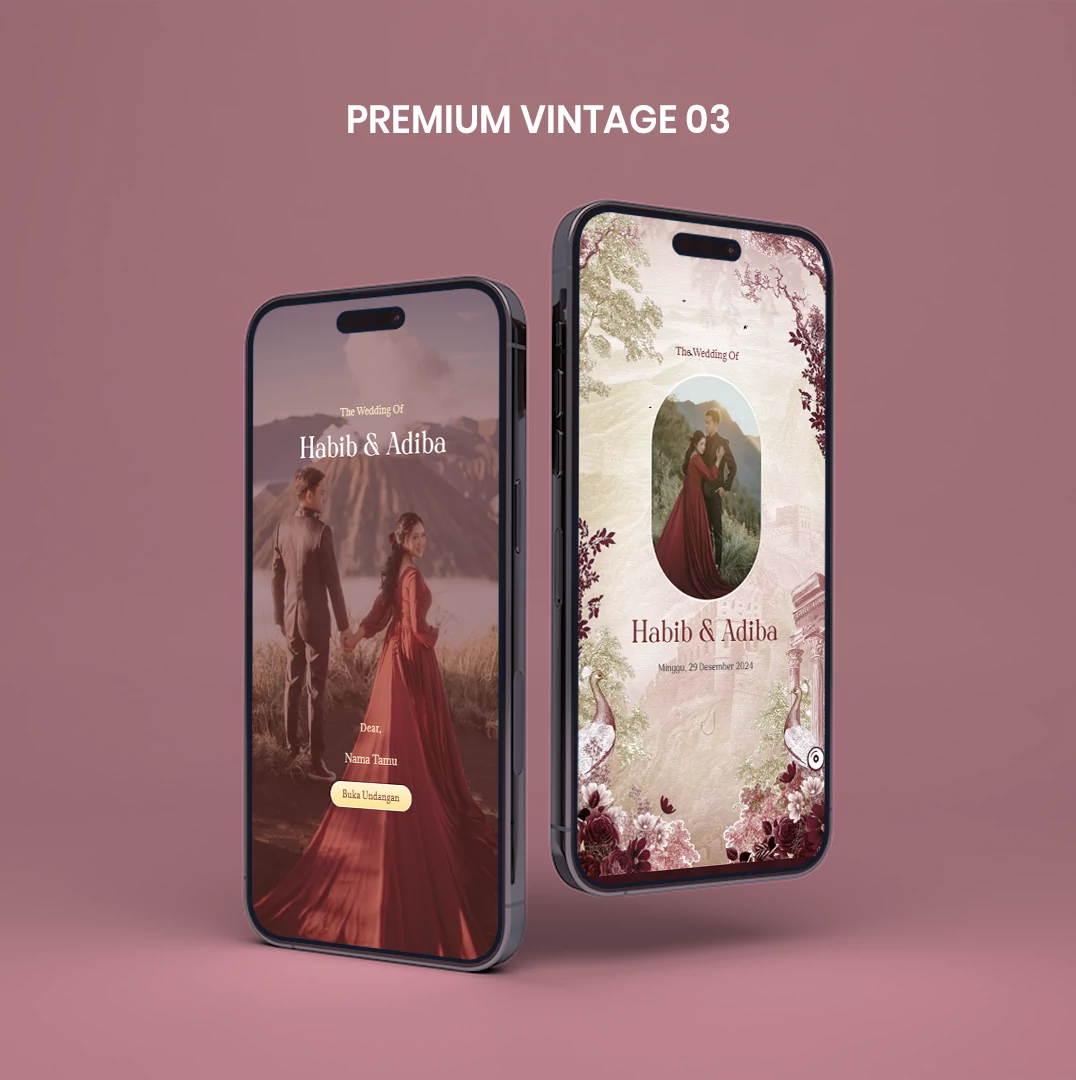 PREMIUM VINTAGE 03
The Wedding Of
Habib & Adiba
Dear,
Nama Tamu
Buka Undangan
The Wedding Of
Habib & Adiba
Minggu, 29 Desember 2024